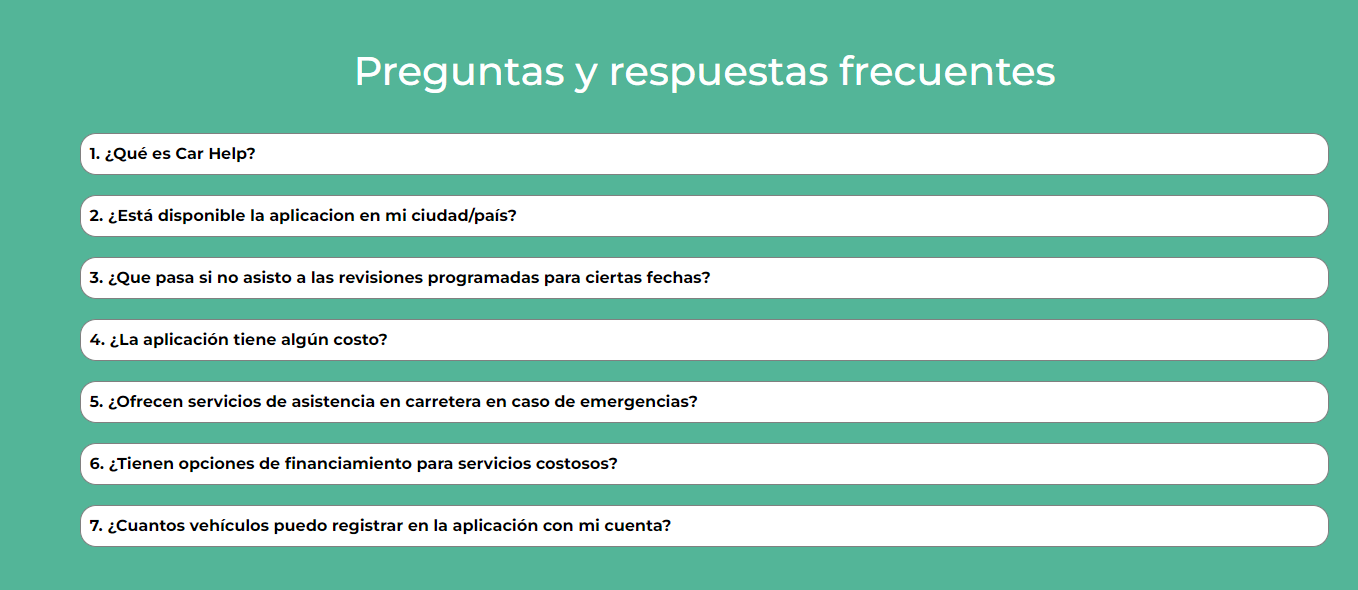 Preguntas y respuestas frecuentes
1. ¿Qué es Car Help?
2. ¿Está disponible la aplicacion en mi ciudad/país?
3. ¿Que pasa si no asisto a las revisiones programadas para ciertas fechas?
4. ¿La aplicación tiene algún costo?
5. ¿Ofrecen servicios de asistencia en carretera en caso de emergencias?
6. ¿Tienen opciones de financiamiento para servicios costosos?
7. ¿Cuantos vehículos puedo registrar en la aplicación con mi cuenta?